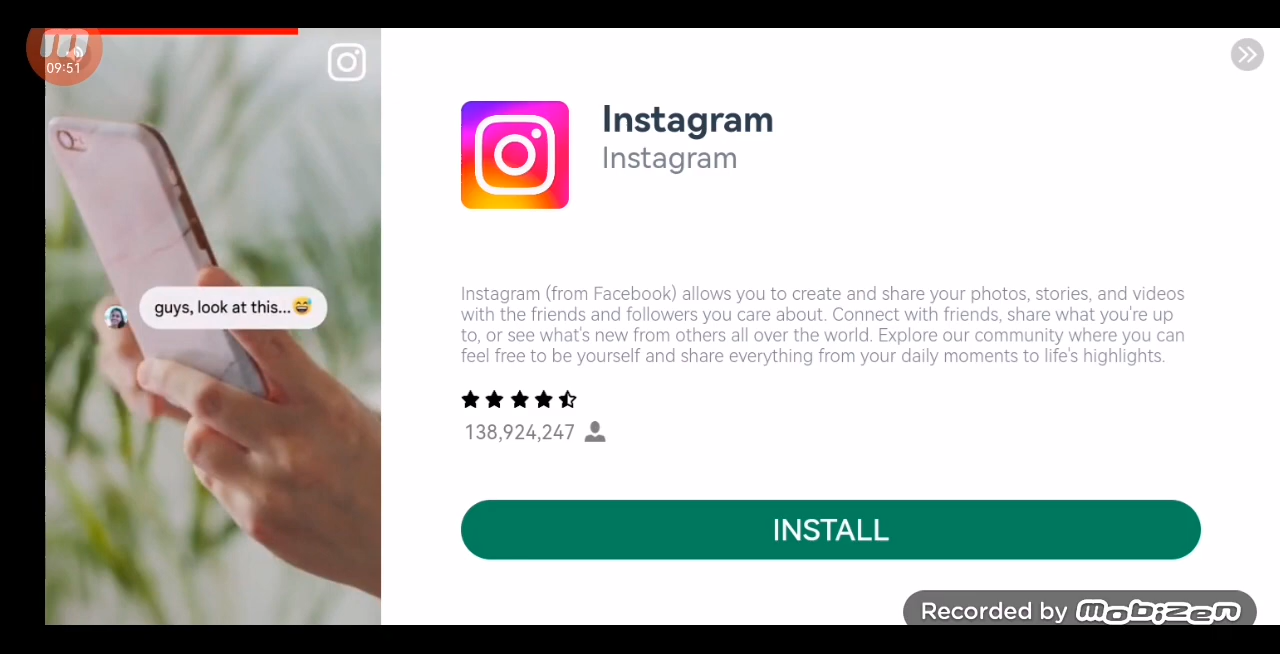 09:51
guys, look at this...😅
Instagram
Instagram
Instagram (from Facebook) allows you to create and share your photos, stories, and videos
with the friends and followers you care about. Connect with friends, share what you're up
to, or see what's new from others all over the world. Explore our community where you can
feel free to be yourself and share everything from your daily moments to life's highlights.
138,924,247
INSTALL
Recorded by Mobizen